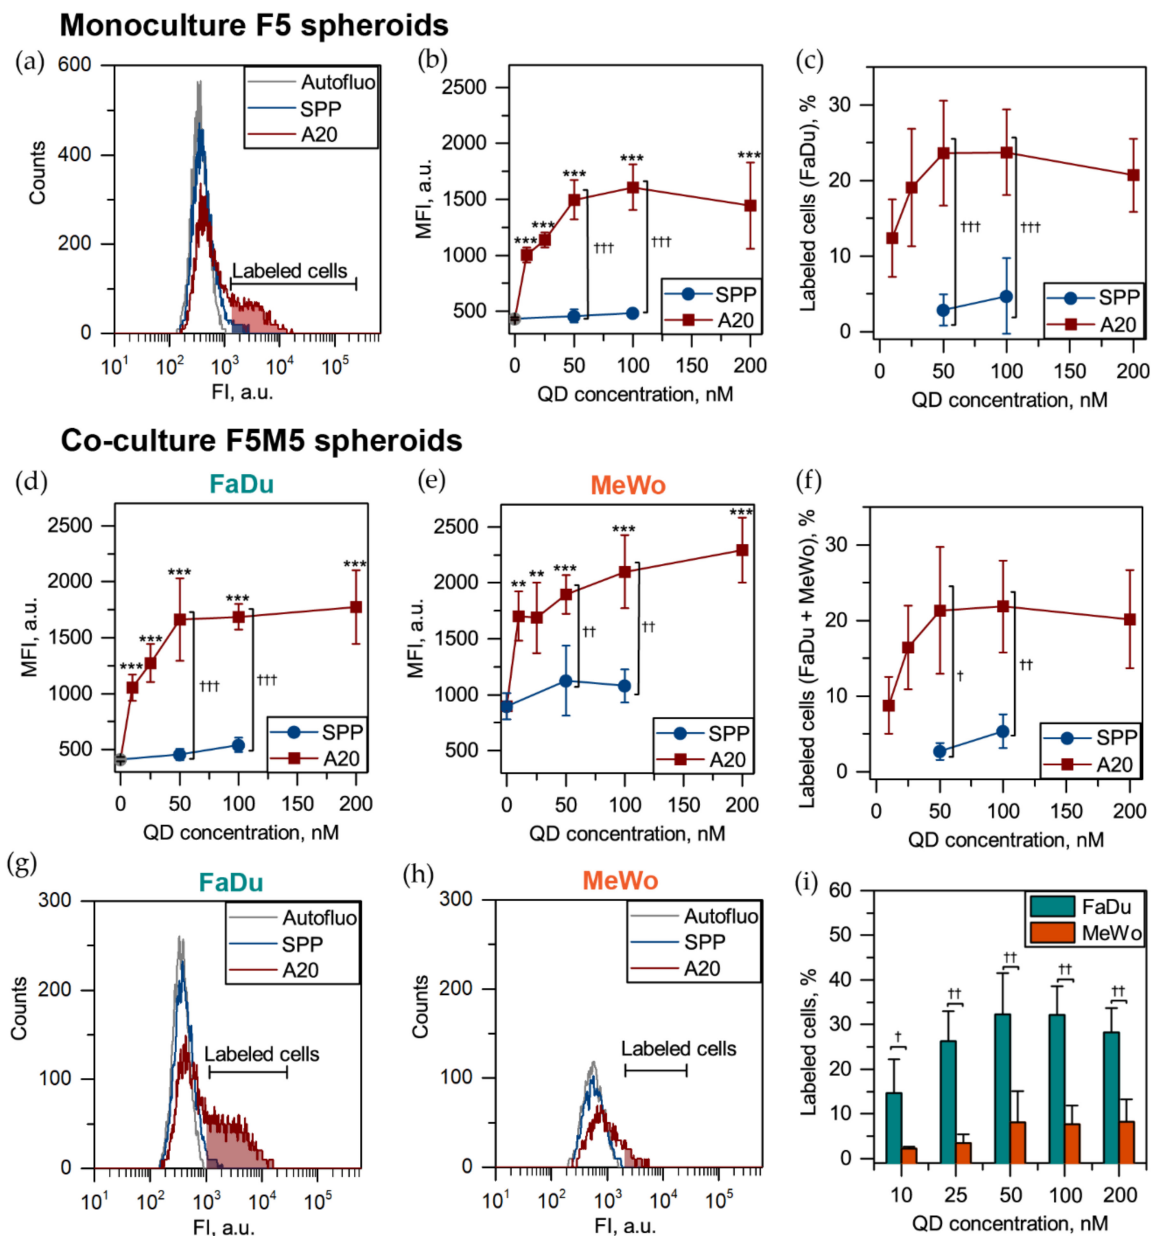 Monoculture F5 spheroids
(a)
600
400
200
0
Counts
Autofluo
SPP
A20
Labeled cells
10¹ 10² 10³ 10⁴ 10⁵
FI, a.u.
(b)
2500
2000
1500
1000
500
MFI, a.u.
*** *** *** *** ***
††† †††
SPP
A20
0 50 100 150 200
QD concentration, nM
(c)
30
20
10
0
Labeled cells (FaDu), %
††† †††
SPP
A20
0 50 100 150 200
QD concentration, nM
Co-culture F5M5 spheroids
(d)
FaDu
2500
2000
1500
1000
500
MFI, a.u.
*** *** *** *** ***
††† †††
SPP
A20
0 50 100 150 200
QD concentration, nM
(e)
MeWo
2500
2000
1500
1000
500
MFI, a.u.
** ** *** *** ***
†† ††
SPP
A20
0 50 100 150 200
QD concentration, nM
(f)
30
20
10
0
Labeled cells (FaDu + MeWo), %
† ††
SPP
A20
0 50 100 150 200
QD concentration, nM
(g)
FaDu
300
200
100
0
Counts
Autofluo
SPP
A20
Labeled cells
10¹ 10² 10³ 10⁴ 10⁵
FI, a.u.
(h)
MeWo
300
200
100
0
Counts
Autofluo
SPP
A20
Labeled cells
10¹ 10² 10³ 10⁴ 10⁵
FI, a.u.
(i)
60
50
40
30
20
10
0
Labeled cells, %
FaDu
MeWo
† †† †† †† ††
10 25 50 100 200
QD concentration, nM